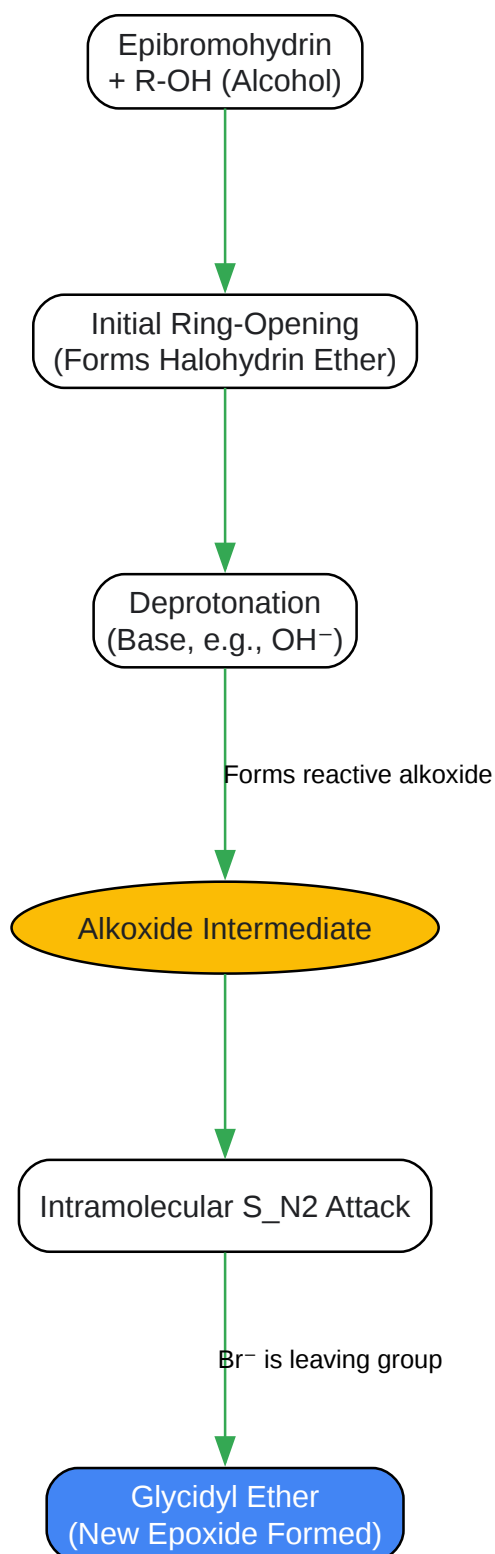 Epibromohydrin
+ R-OH (Alcohol)
Initial Ring-Opening
(Forms Halohydrin Ether)
Deprotonation
(Base, e.g., OH⁻)
Forms reactive alkoxide
Alkoxide Intermediate
Intramolecular S_N2 Attack
Br⁻ is leaving group
Glycidyl Ether
(New Epoxide Formed)